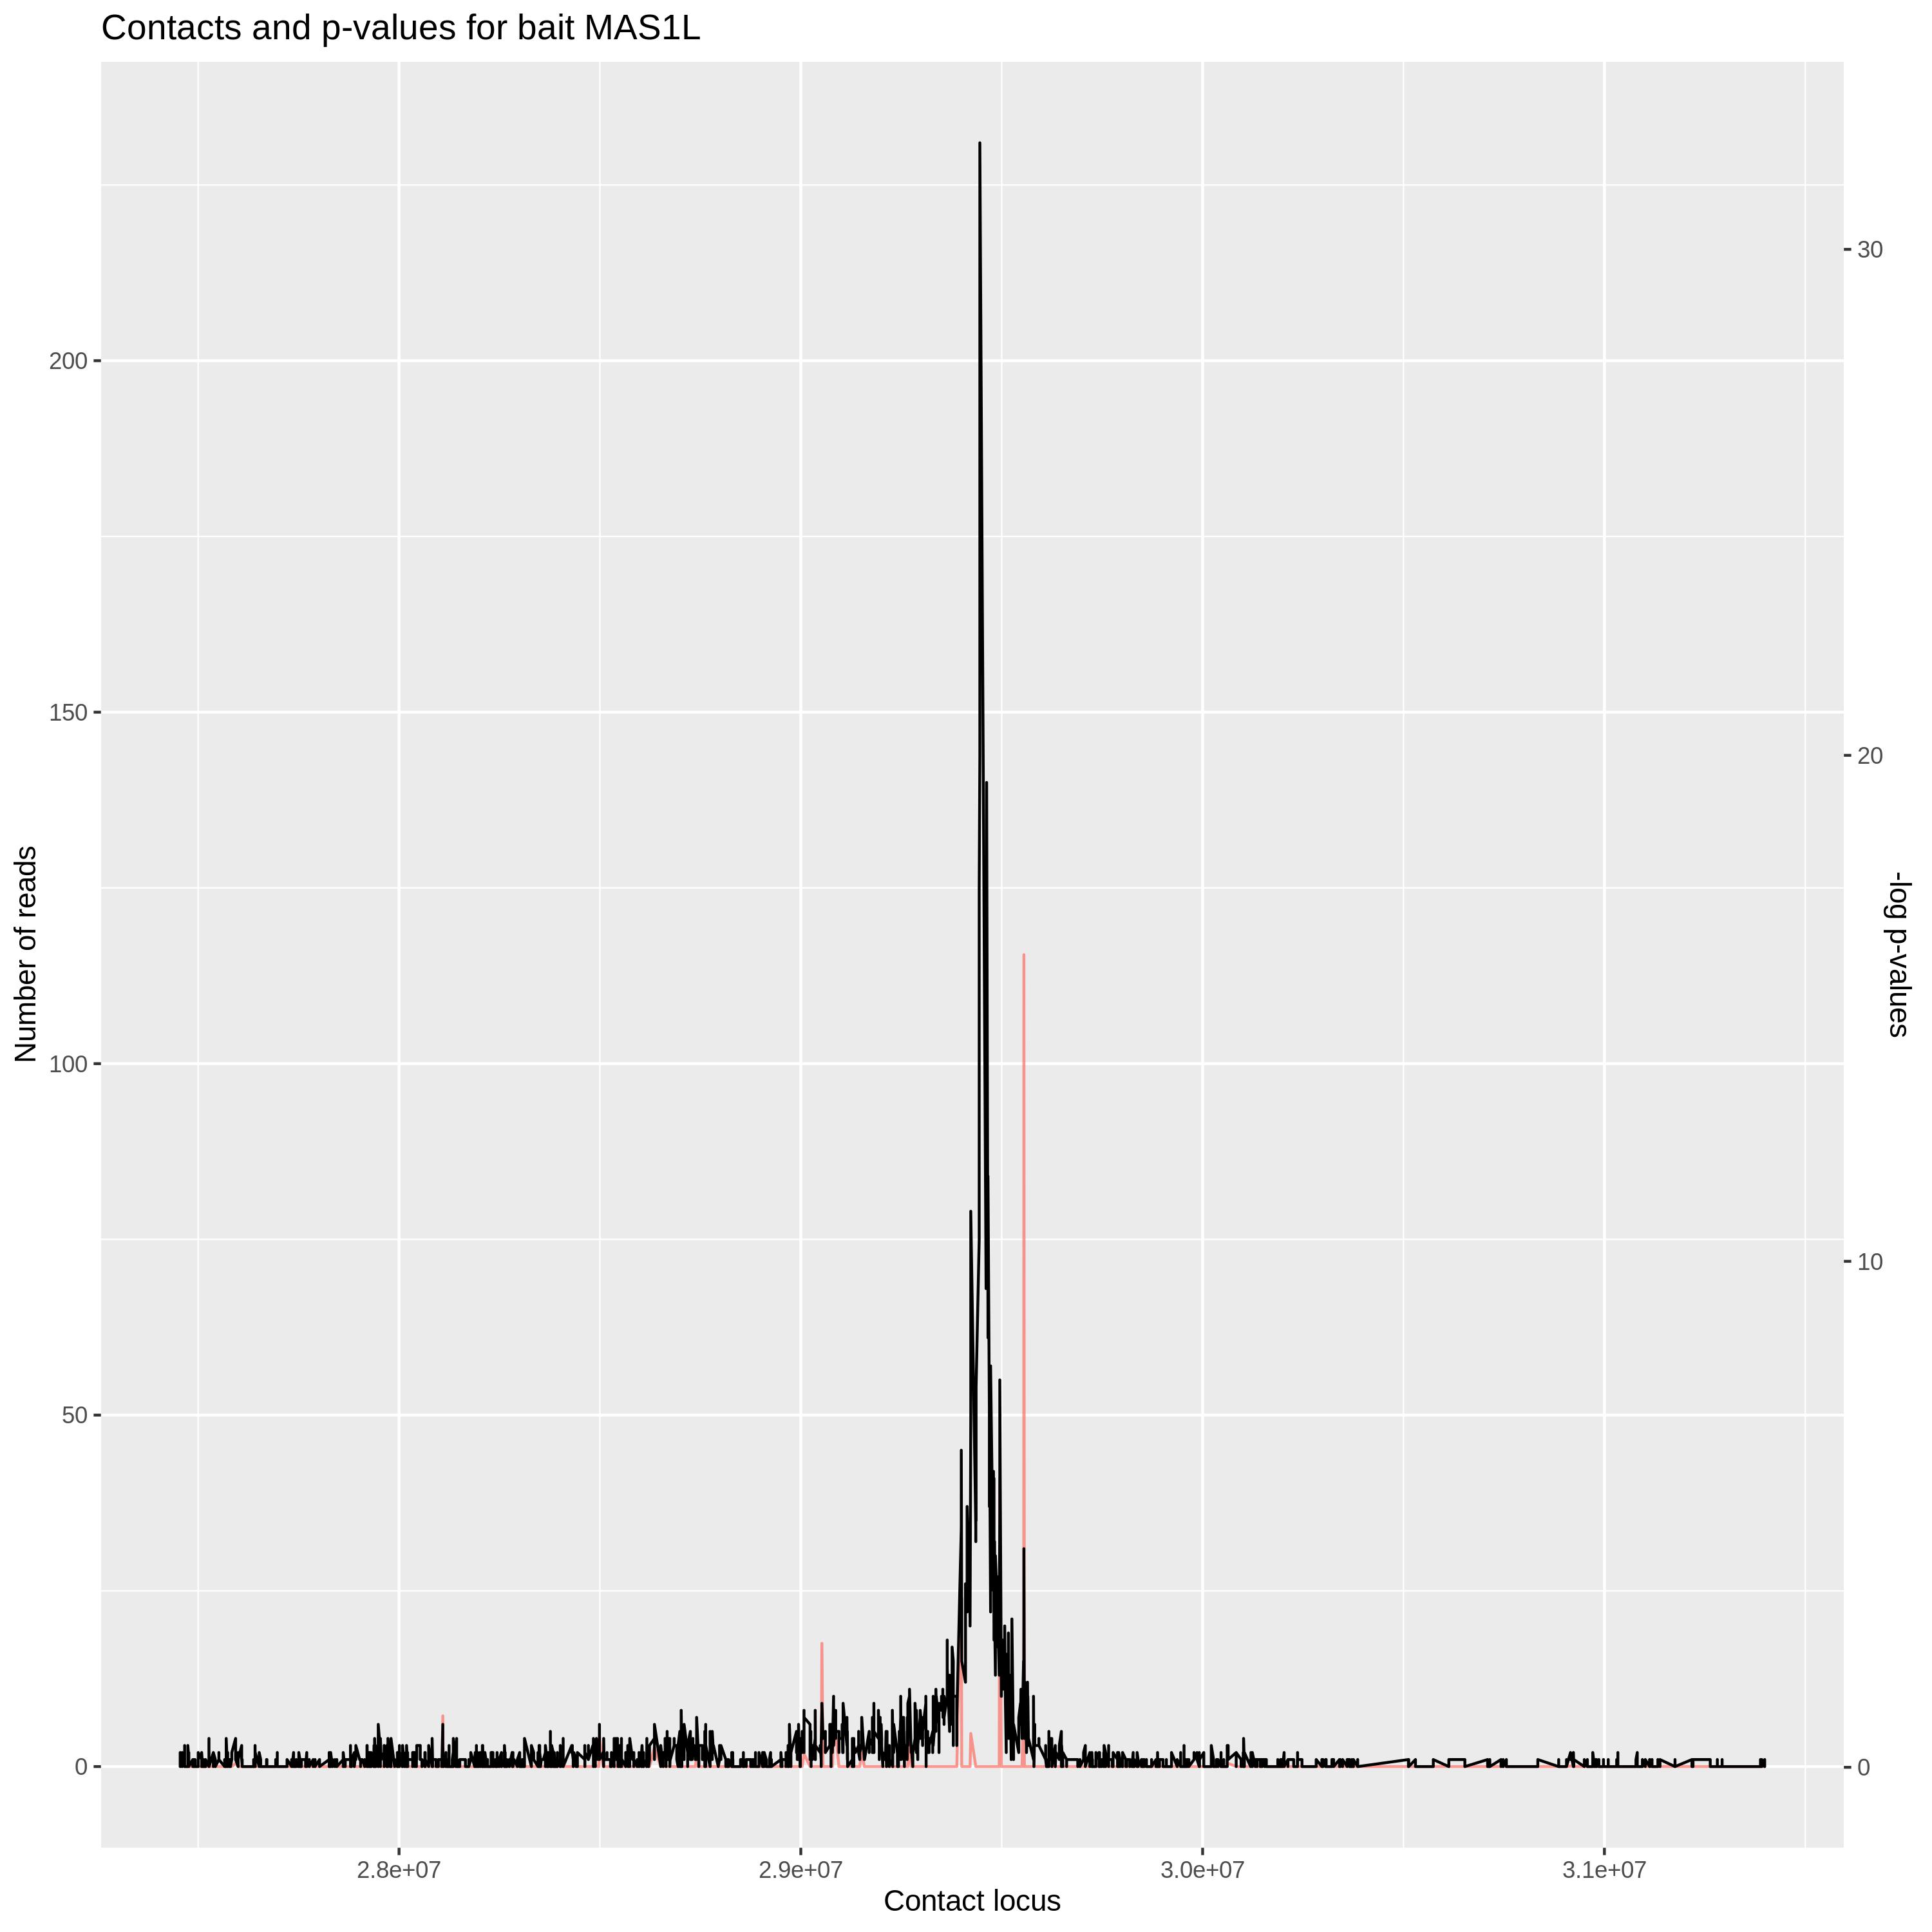 Contacts and p-values for bait MAS1L
30
200
150
20
Number of reads
-log p-values
100
10
50
0
0
2.8e+07
2.9e+07
3.0e+07
3.1e+07
Contact locus